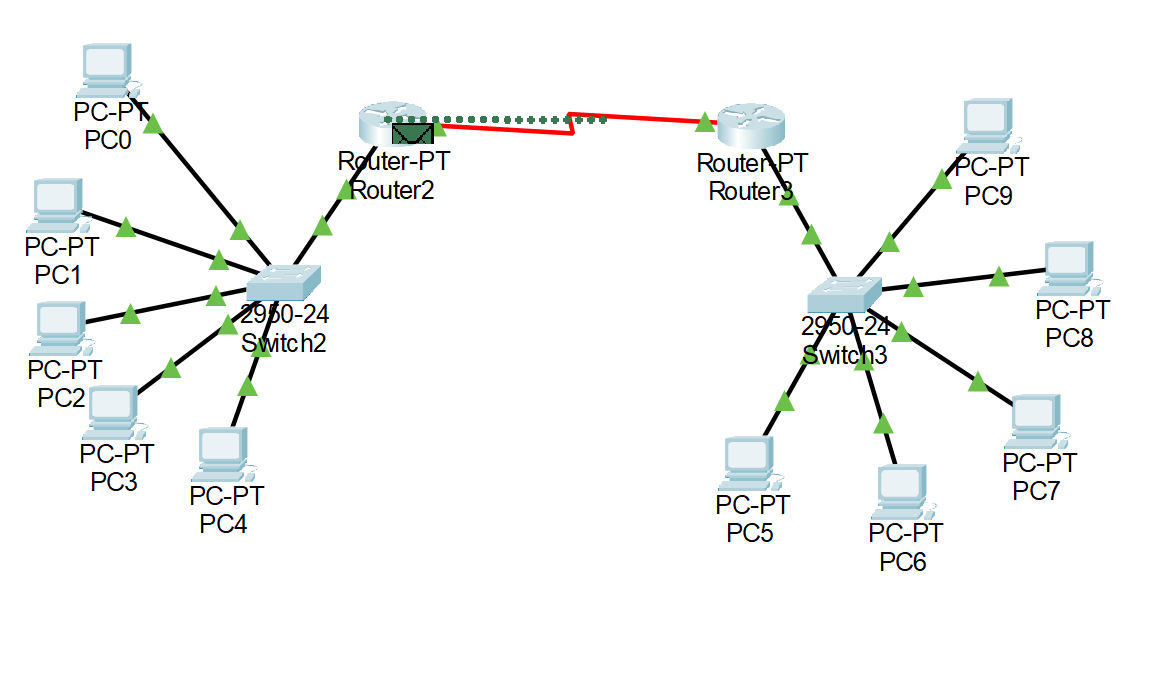 PC-PT
PC0
PC-PT
PC1
PC-PT
PC2
PC-PT
PC3
PC-PT
PC4
2950-24
Switch2
Router-PT
Router2
Router-PT
Router3
2950-24
Switch3
PC-PT
PC9
PC-PT
PC8
PC-PT
PC7
PC-PT
PC6
PC-PT
PC5